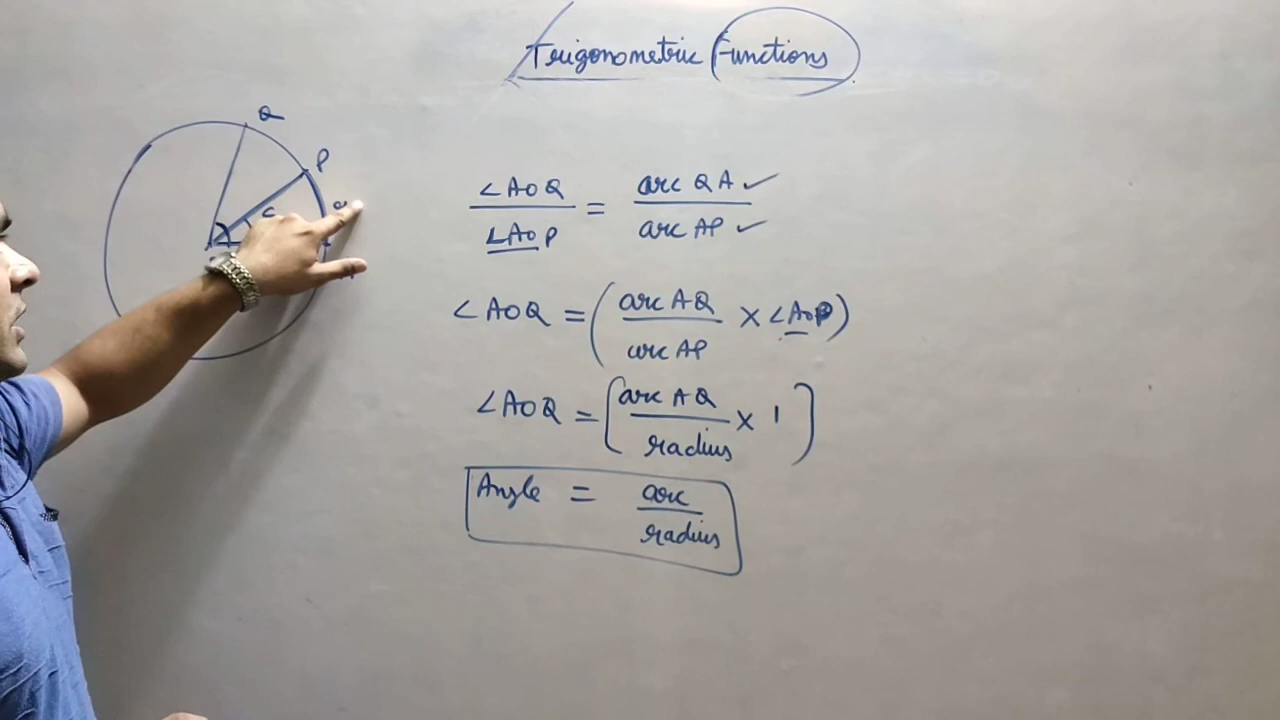 Trigonometric Functions
Q
P
c
∠AOQ / ∠AOP = arc QA ✓ / arc AP ✓
∠AOQ = (arc AQ / arc AP × ∠AOP)
∠AOQ = [arc AQ / radius × 1]
Angle = arc / radius